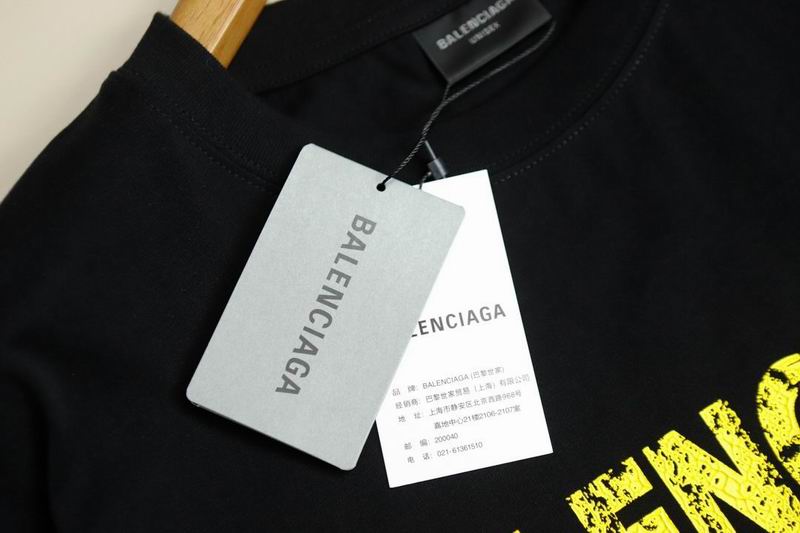 BALENCIAGA
UNISEX
BALENCIAGA
LENCIAGA
品 牌: BALENCIAGA (巴黎世家)
经销商: 巴黎世家贸易（上海）有限公司
地 址: 上海市静安区北京西路968号
嘉地中心21楼2106-2107室
邮 编: 200040
电 话: 021-61361510
LENC